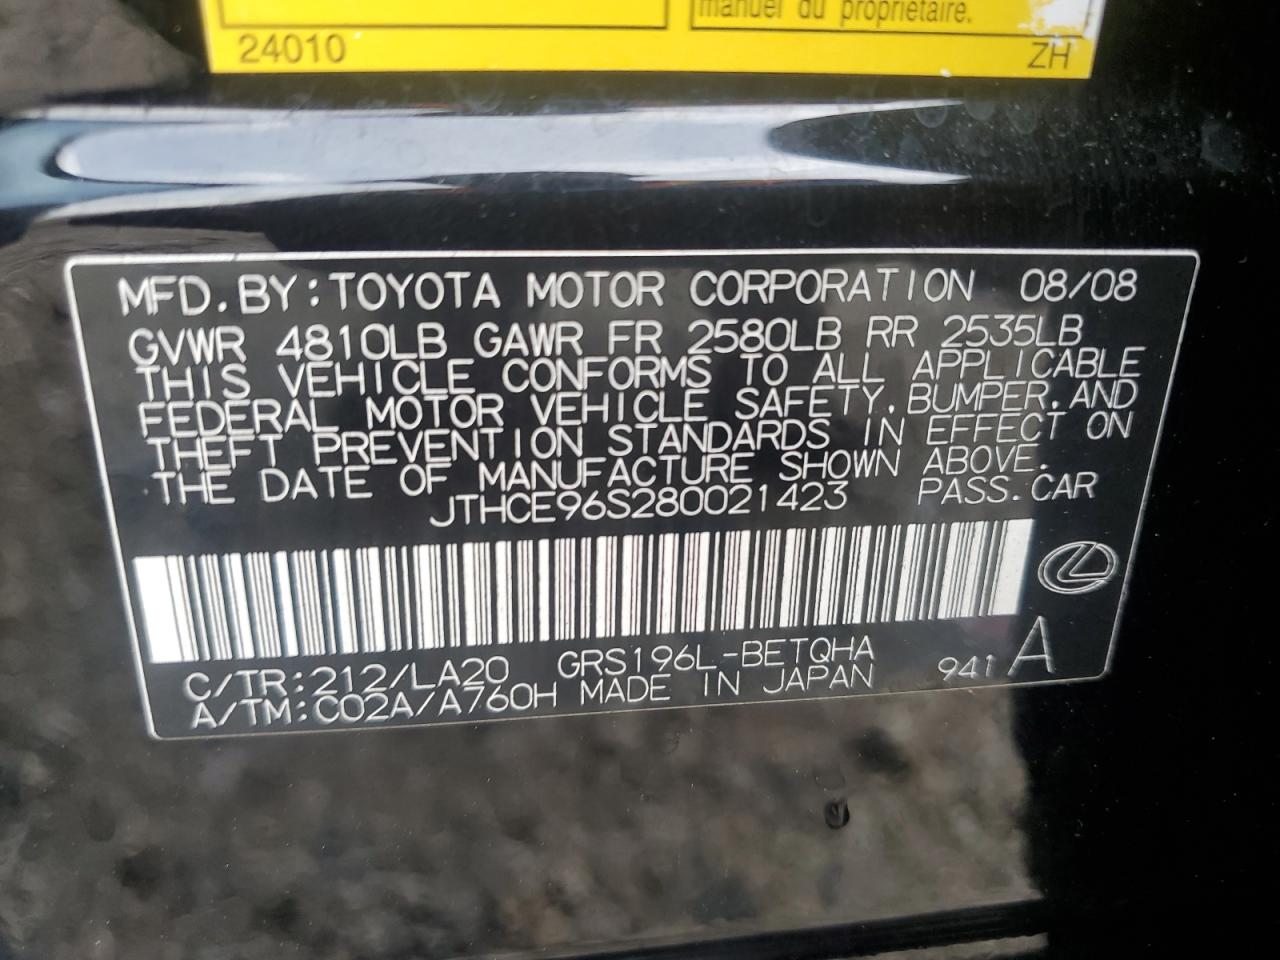 manuel du propriétaire.
24010 ZH
MFD. BY: TOYOTA MOTOR CORPORATION 08/08
GVWR 4810LB GAWR FR 2580LB RR 2535LB
THIS VEHICLE CONFORMS TO ALL APPLICABLE
FEDERAL MOTOR VEHICLE SAFETY, BUMPER, AND
THEFT PREVENTION STANDARDS IN EFFECT ON
THE DATE OF MANUFACTURE SHOWN ABOVE.
JTHCE96S280021423 PASS. CAR
C/TR: 212/LA20 GRS196L-BETQHA
A/TM: C02A/A760H MADE IN JAPAN 941 A